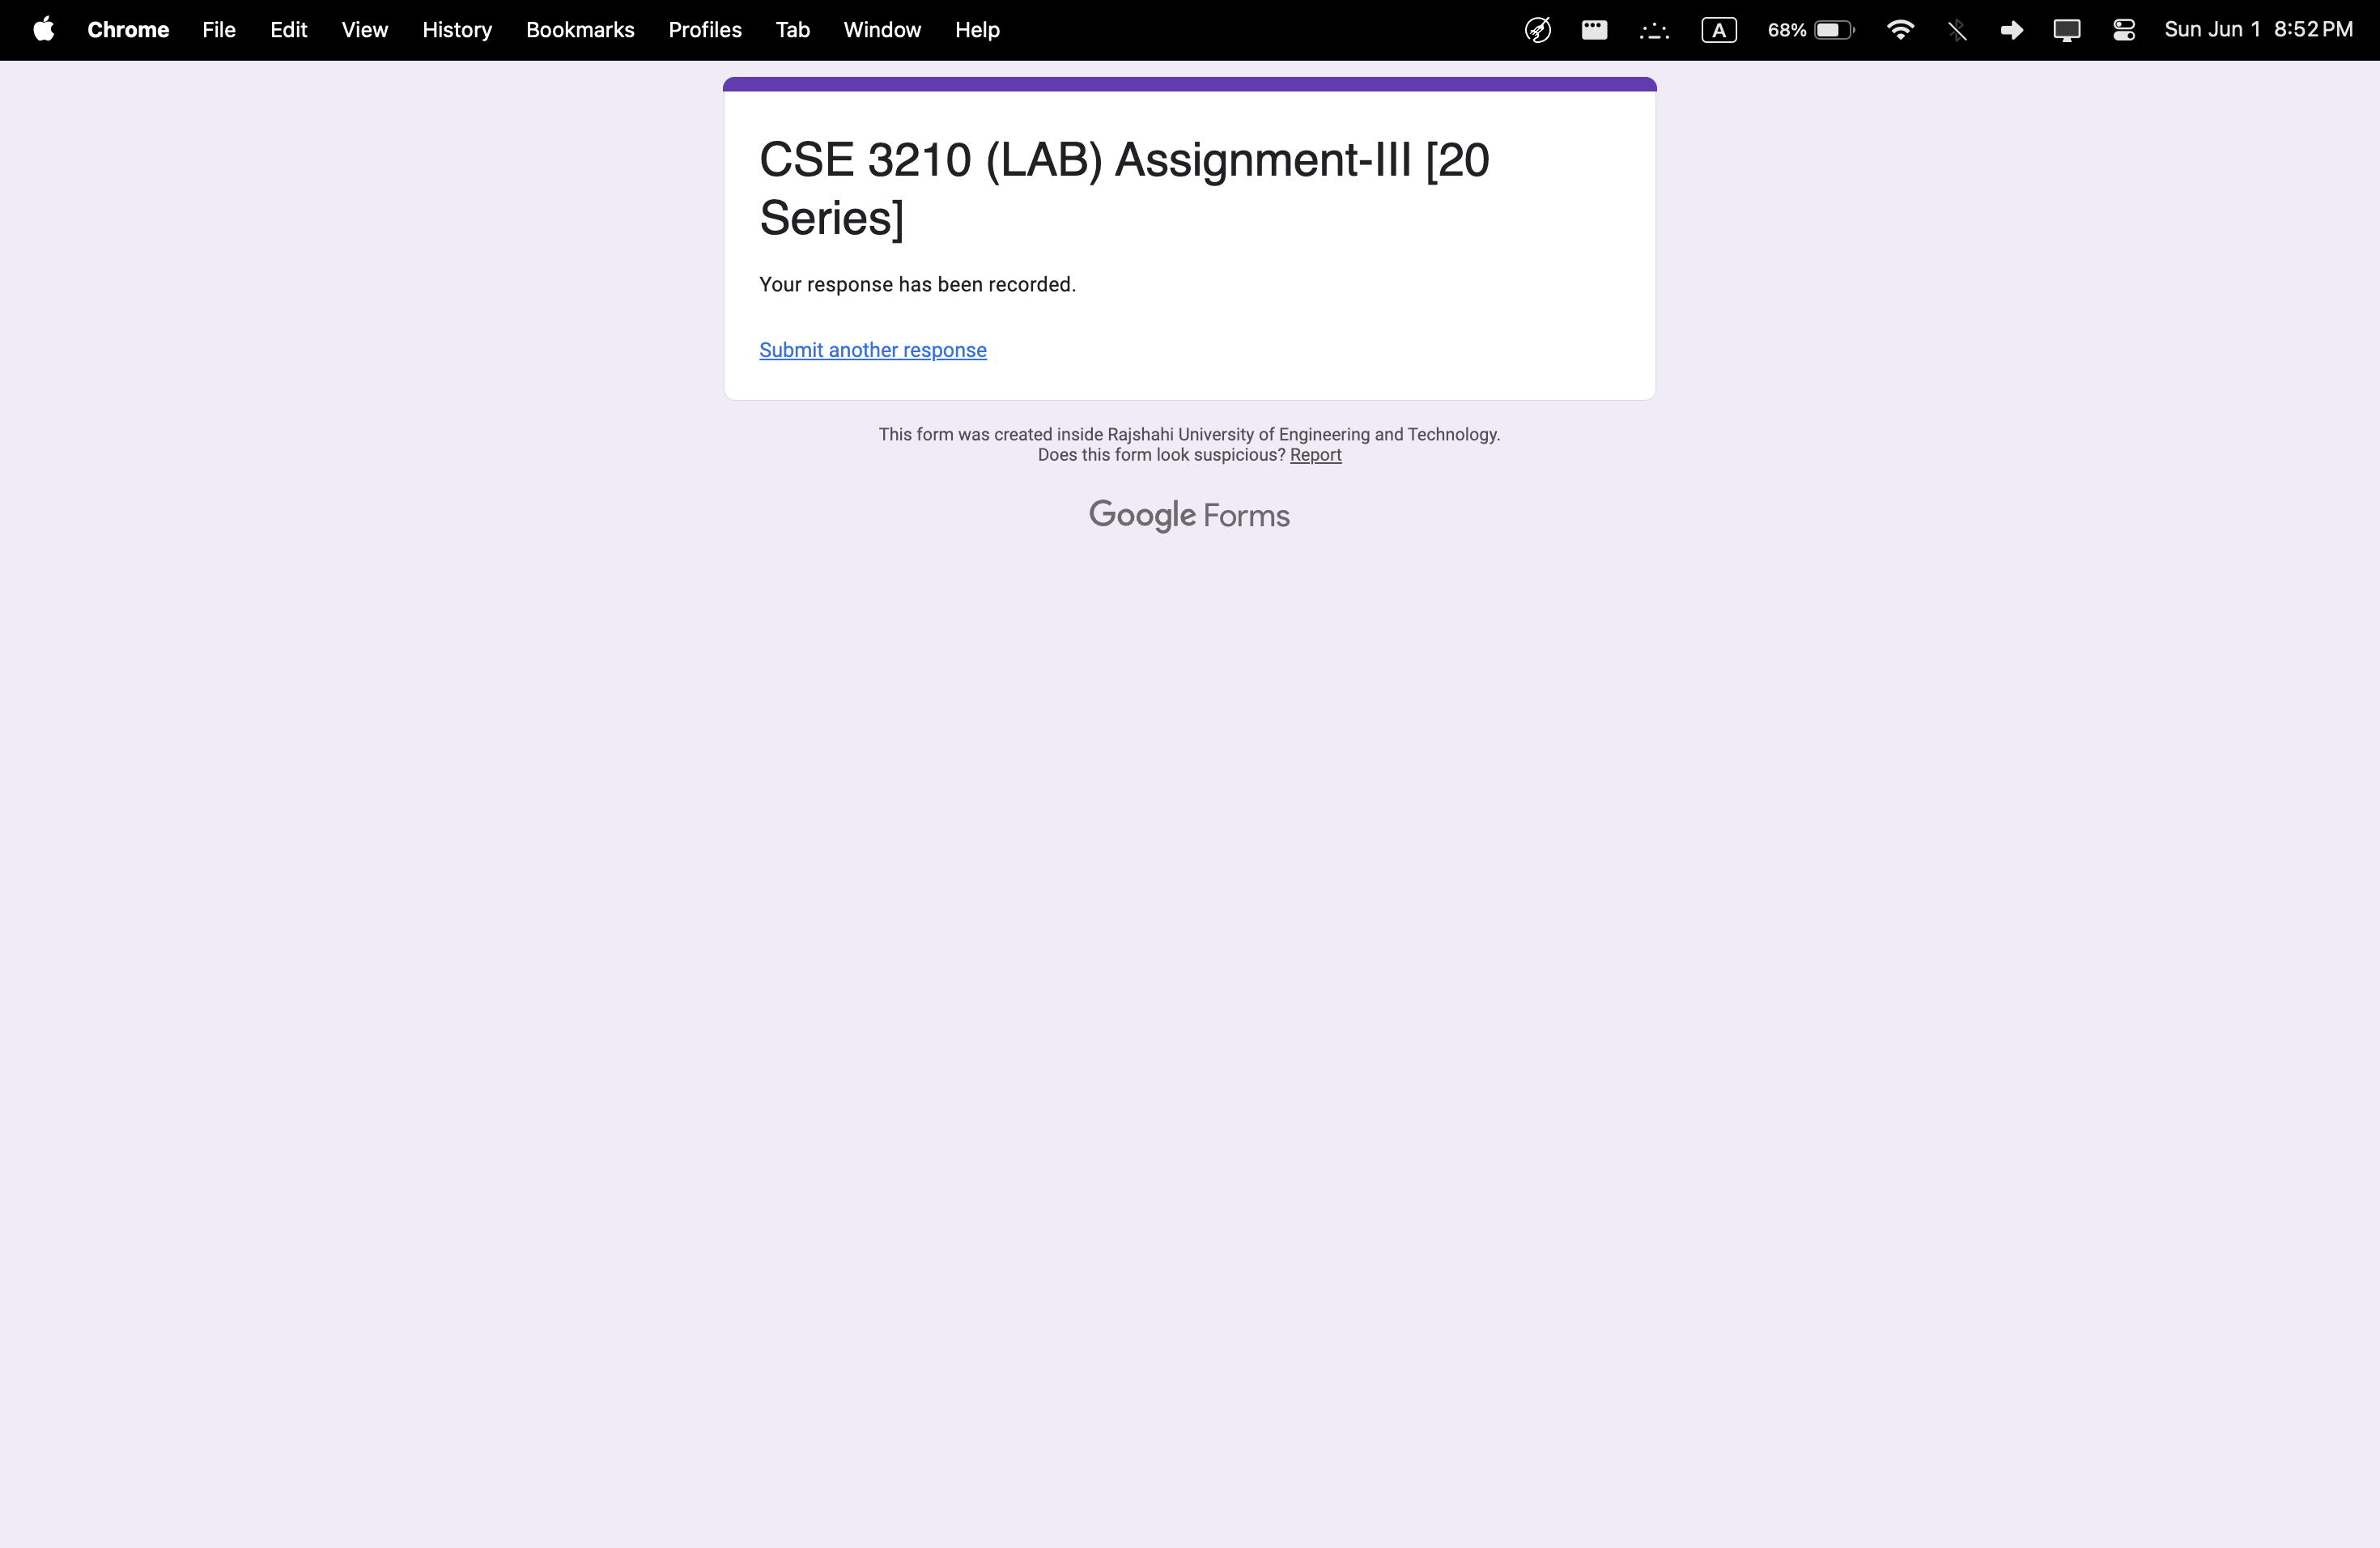 Chrome File Edit View History Bookmarks Profiles Tab Window Help A 68% Sun Jun 1 8:52 PM
CSE 3210 (LAB) Assignment-III [20
Series]
Your response has been recorded.
Submit another response
This form was created inside Rajshahi University of Engineering and Technology.
Does this form look suspicious? Report
Google Forms